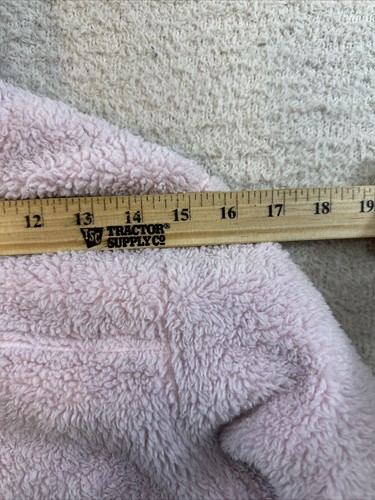 12 13 14 15 16 17 18 19
TSC TRACTOR
SUPPLY CO